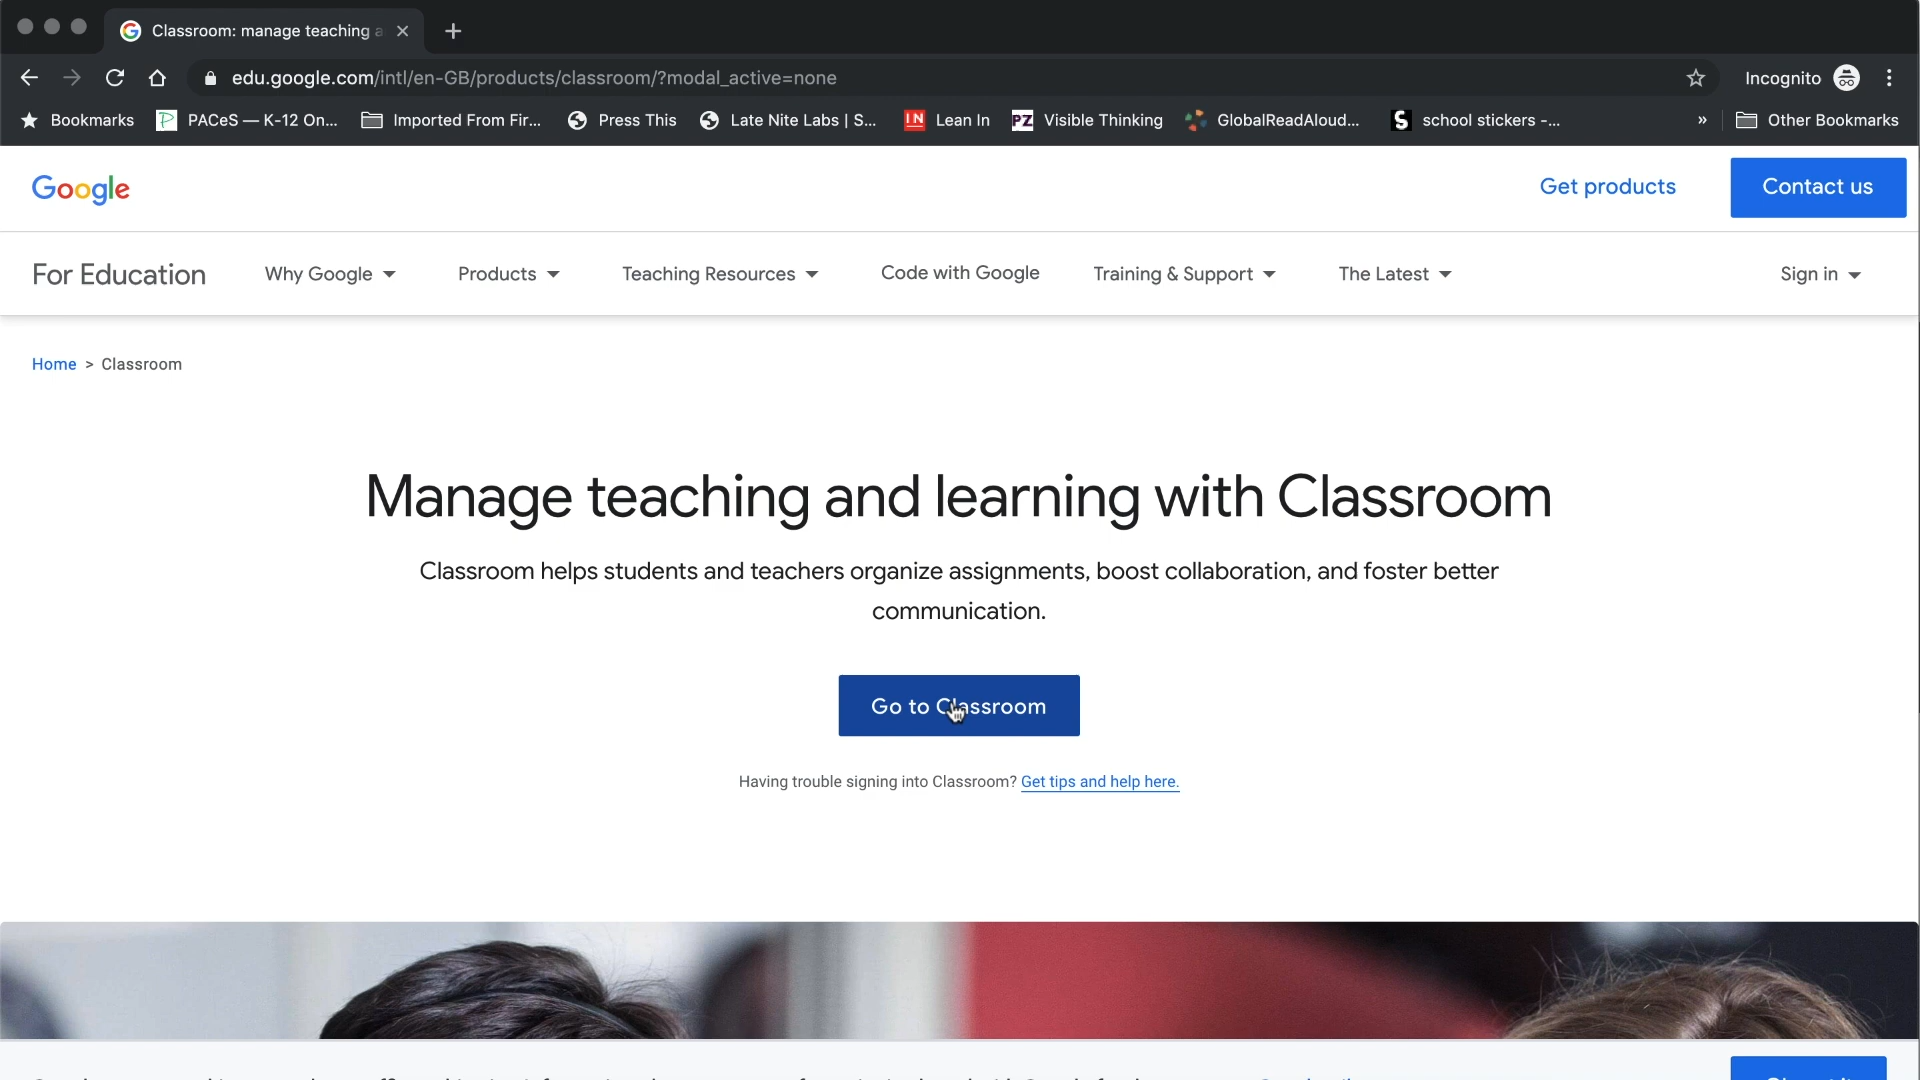 Classroom: manage teaching a
edu.google.com/intl/en-GB/products/classroom/?modal_active=none
Incognito
Bookmarks
PACeS — K-12 On...
Imported From Fir...
Press This
Late Nite Labs | S...
IN Lean In
PZ Visible Thinking
GlobalReadAloud...
S school stickers -...
»
Other Bookmarks
Google
Get products
Contact us
For Education
Why Google
Products
Teaching Resources
Code with Google
Training & Support
The Latest
Sign in
Home > Classroom
Manage teaching and learning with Classroom
Classroom helps students and teachers organize assignments, boost collaboration, and foster better
communication.
Go to Classroom
Having trouble signing into Classroom? Get tips and help here.